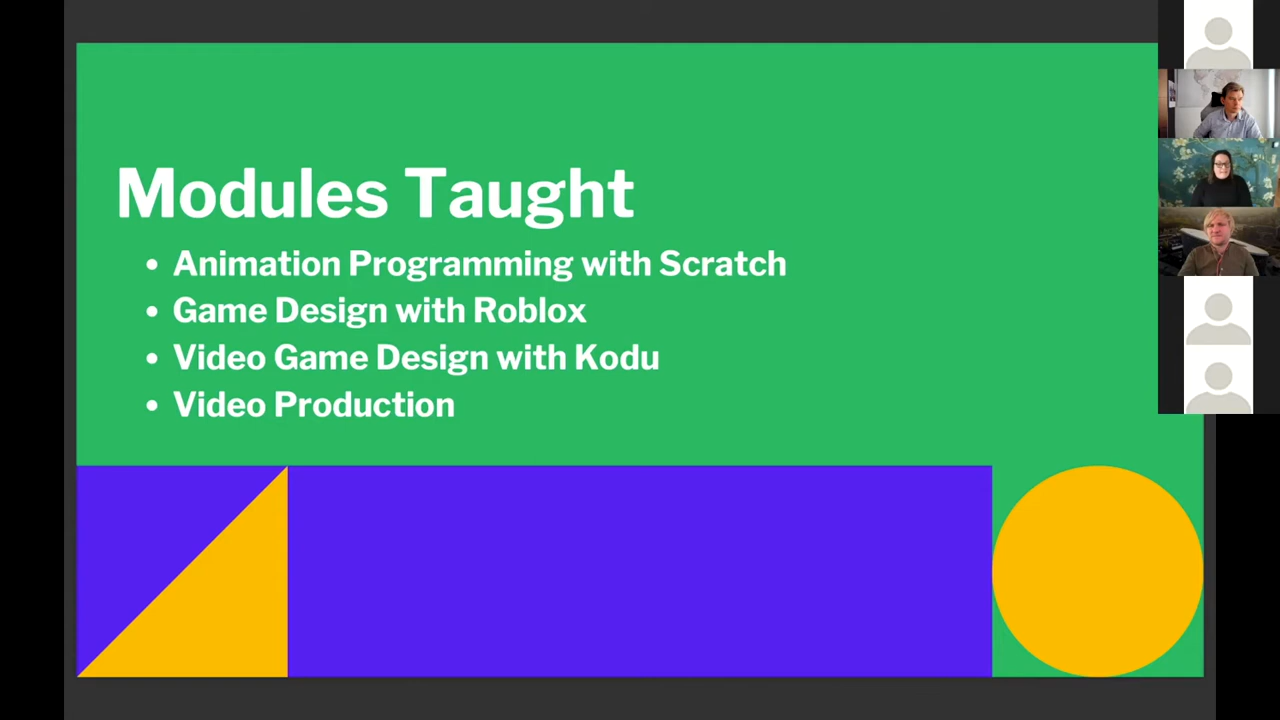 Modules Taught
• Animation Programming with Scratch
• Game Design with Roblox
• Video Game Design with Kodu
• Video Production